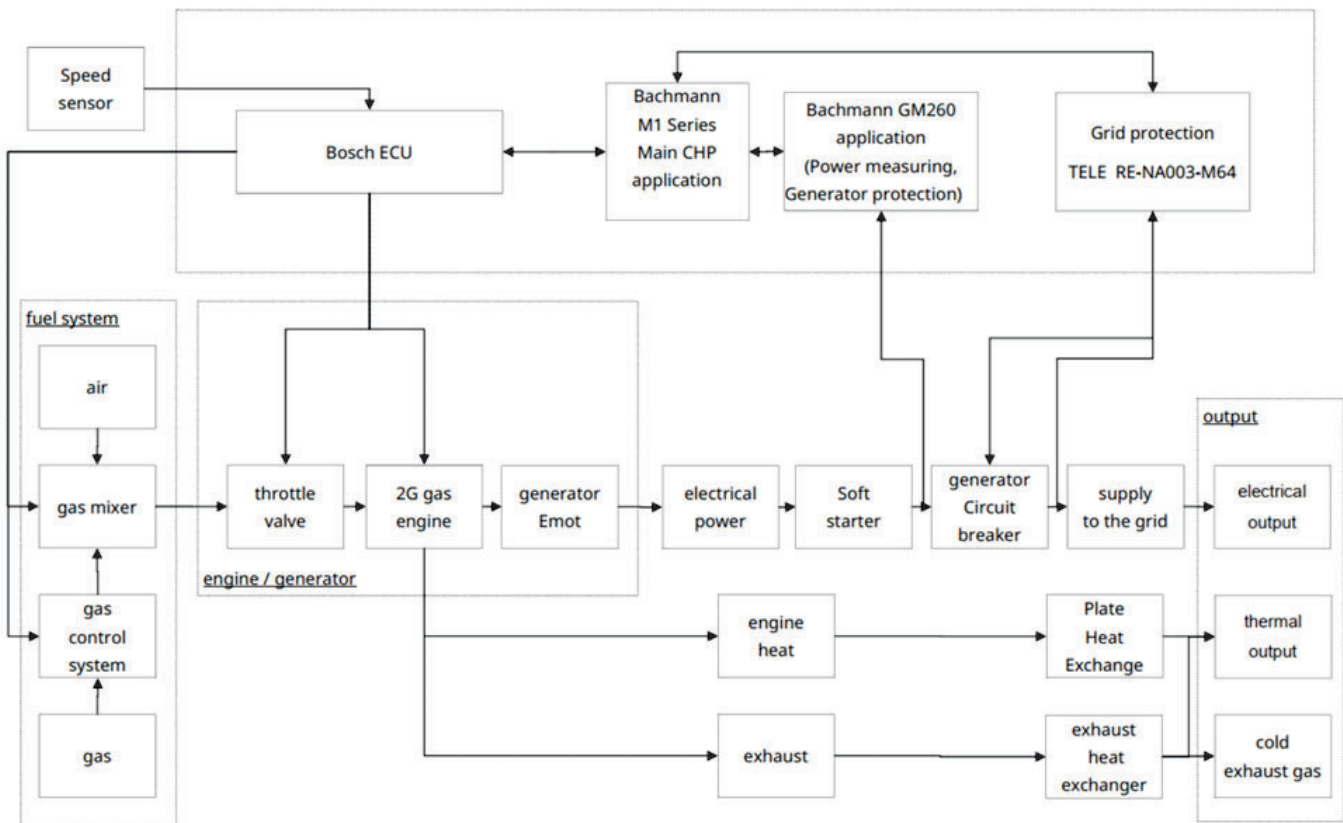 Speed
sensor
Bosch ECU
Bachmann
M1 Series
Main CHP
application
Bachmann GM260
application
(Power measuring,
Generator protection)
Grid protection
TELE RE-NA003-M64
fuel system
air
gas mixer
gas
control
system
gas
throttle
valve
2G gas
engine
generator
Emot
engine / generator
electrical
power
Soft
starter
generator
Circuit
breaker
supply
to the grid
engine
heat
Plate
Heat
Exchange
exhaust
exhaust
heat
exchanger
output
electrical
output
thermal
output
cold
exhaust gas